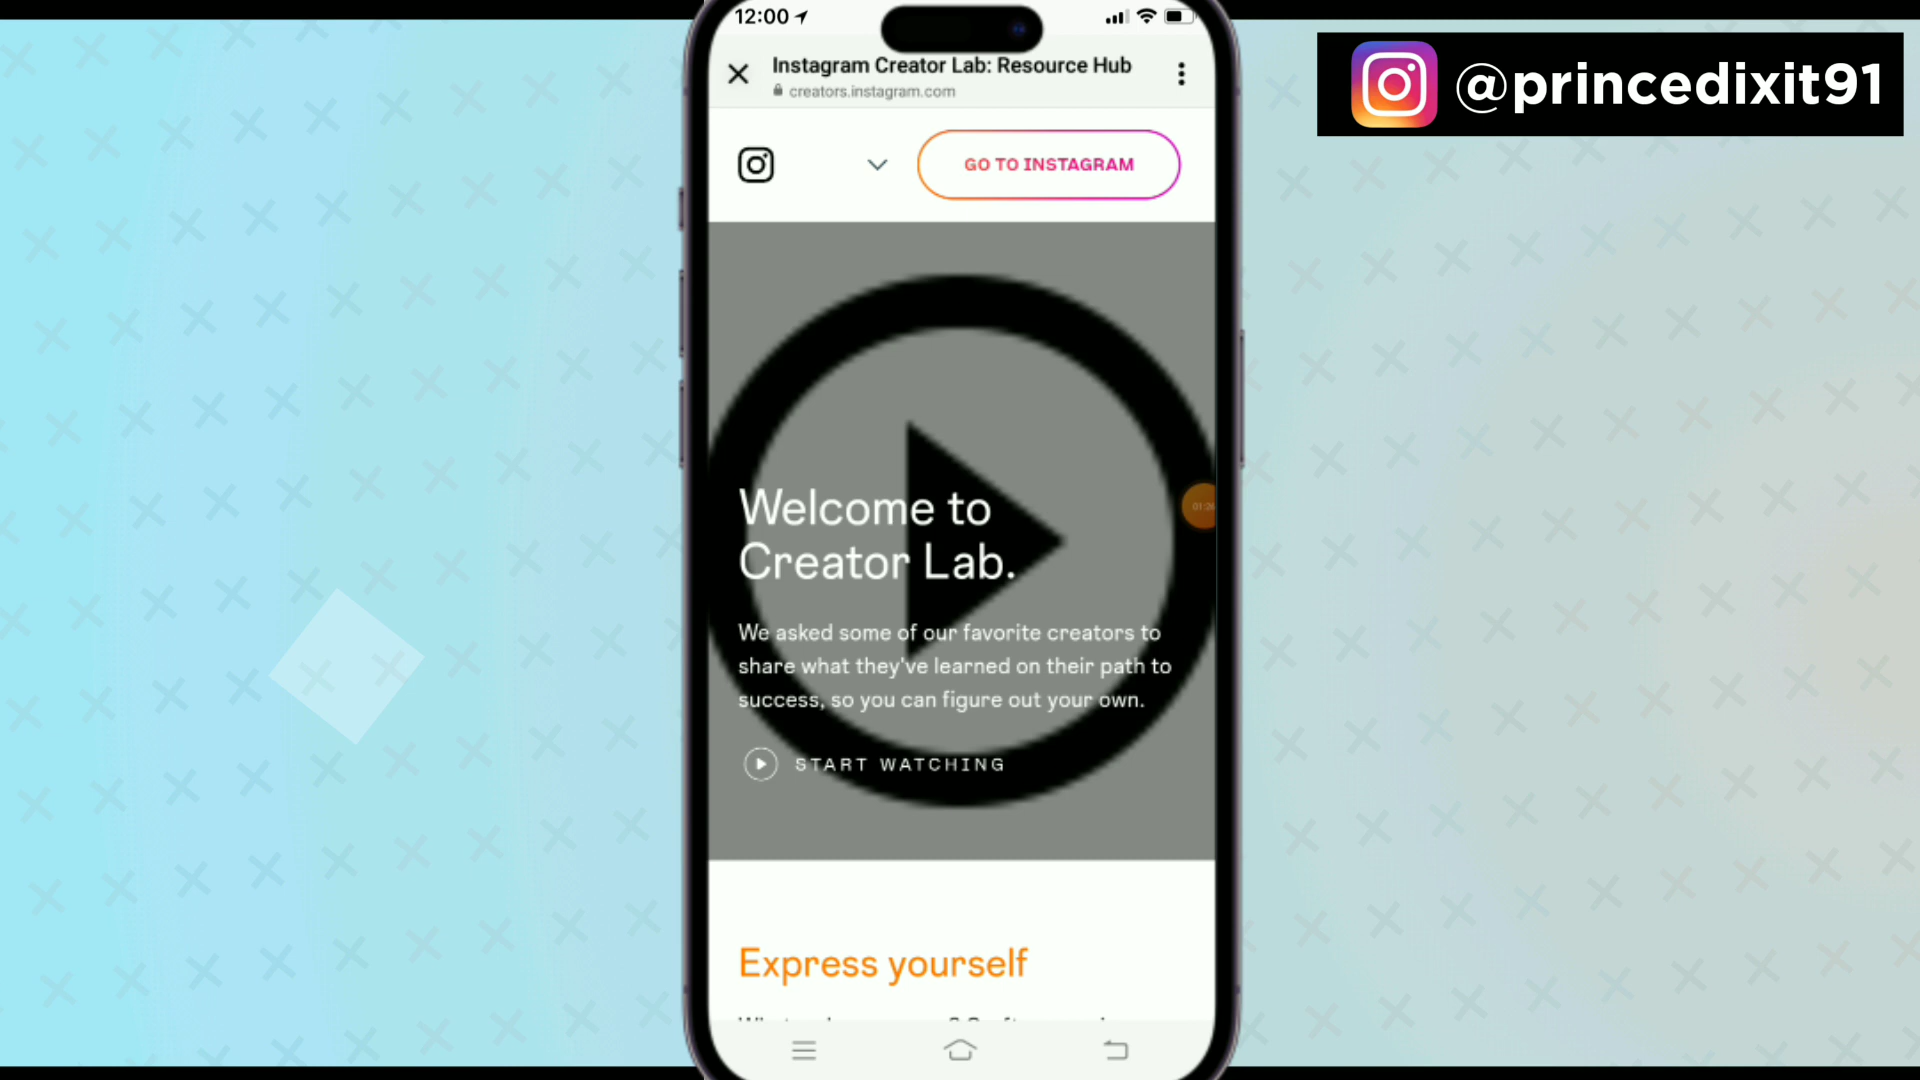 12:00
Instagram Creator Lab: Resource Hub
creators.instagram.com
GO TO INSTAGRAM
@princedixit91
Welcome to
Creator Lab.
01:26
We asked some of our favorite creators to
share what they've learned on their path to
success, so you can figure out your own.
START WATCHING
Express yourself